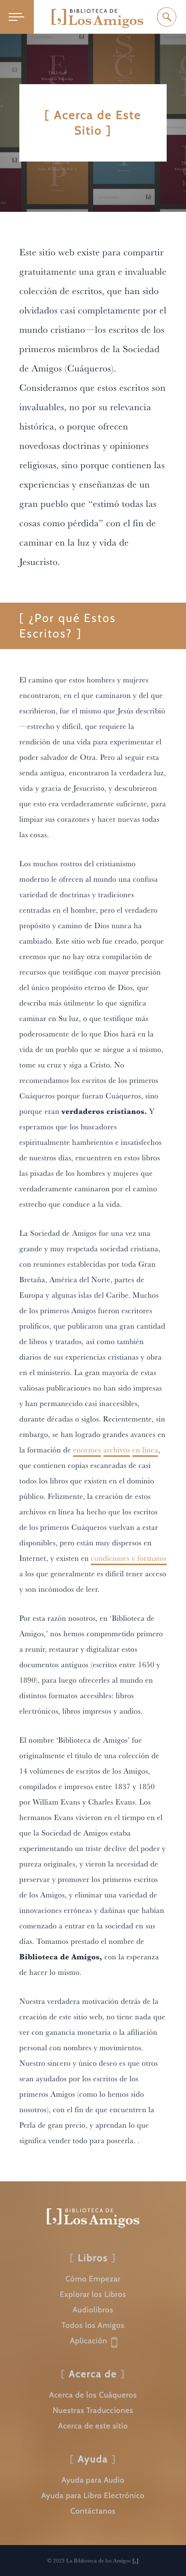 BIBLIOTECA DE
[,] Los Amigos
[ Acerca de Este
Sitio ]
Este sitio web existe para compartir
gratuitamente una gran e invaluable
colección de escritos, que han sido
olvidados casi completamente por el
mundo cristiano—los escritos de los
primeros miembros de la Sociedad
de Amigos (Cuáqueros).
Consideramos que estos escritos son
invaluables, no por su relevancia
histórica, o porque ofrecen
novedosas doctrinas y opiniones
religiosas, sino porque contienen las
experiencias y enseñanzas de un
gran pueblo que “estimó todas las
cosas como pérdida” con el fin de
caminar en la luz y vida de
Jesucristo.
[ ¿Por qué Estos
Escritos? ]
El camino que estos hombres y mujeres
encontraron, en el que caminaron y del que
escribieron, fue el mismo que Jesús describió
—estrecho y difícil, que requiere la
rendición de una vida para experimentar el
poder salvador de Otra. Pero al seguir esta
senda antigua, encontraron la verdadera luz,
vida y gracia de Jesucristo, y descubrieron
que esto era verdaderamente suficiente, para
limpiar sus corazones y hacer nuevas todas
las cosas.
Los muchos rostros del cristianismo
moderno le ofrecen al mundo una confusa
variedad de doctrinas y tradiciones
centradas en el hombre, pero el verdadero
propósito y camino de Dios nunca ha
cambiado. Este sitio web fue creado, porque
creemos que no hay otra compilación de
escritos que testifique con mayor precisión
del único propósito eterno de Dios, que
describa más útilmente lo que significa
caminar en Su luz, o que testifique más
poderosamente de lo que Dios hará en la
vida de un pueblo que se niegue a sí mismo,
tome su cruz y siga a Cristo. No
recomendamos los escritos de los primeros
Cuáqueros porque fueran Cuáqueros, sino
porque eran verdaderos cristianos. Y
esperamos que los buscadores
espiritualmente hambrientos e insatisfechos
de nuestros días, encuentren en estos libros
las pisadas de los hombres y mujeres que
verdaderamente caminaron por el camino
estrecho que conduce a la vida.
La Sociedad de Amigos fue una vez una
grande y muy respetada sociedad cristiana,
con reuniones establecidas por toda Gran
Bretaña, América del Norte, partes de
Europa y algunas islas del Caribe. Muchos
de los primeros Amigos fueron escritores
prolíficos, que publicaron una gran cantidad
de libros y tratados, así como también
diarios de sus experiencias cristianas y obra
en el ministerio. La gran mayoría de estas
valiosas publicaciones no han sido impresas
y han permanecido casi inaccesibles,
durante décadas o siglos. Recientemente, sin
embargo, se han logrado grandes avances en
la formación de enormes archivos en línea,
que contienen copias escaneadas de casi
todos los libros que existen en el dominio
público. Felizmente, la creación de estos
archivos en línea ha hecho que los escritos
de los primeros Cuáqueros vuelvan a estar
disponibles, pero están muy dispersos en
Internet, y existen en condiciones y formatos
a los que generalmente es difícil tener acceso
y son incómodos de leer.
Por esta razón nosotros, en ‘Biblioteca de
Amigos,’ nos hemos comprometido primero
a reunir, restaurar y digitalizar estos
documentos antiguos (escritos entre 1650 y
1890), para luego ofrecerles al mundo en
distintos formatos accesibles: libros
electrónicos, libros impresos y audios.
El nombre ‘Biblioteca de Amigos’ fue
originalmente el título de una colección de
14 volúmenes de escritos de los Amigos,
compilados e impresos entre 1837 y 1850
por William Evans y Charles Evans. Los
hermanos Evans vivieron en el tiempo en el
que la Sociedad de Amigos estaba
experimentando un triste declive del poder y
pureza originales, y vieron la necesidad de
preservar y promover los primeros escritos
de los Amigos, y eliminar una variedad de
innovaciones erróneas y dañinas que habían
comenzado a entrar en la sociedad en sus
días. Tomamos prestado el nombre de
Biblioteca de Amigos, con la esperanza
de hacer lo mismo.
Nuestra verdadera motivación detrás de la
creación de este sitio web, no tiene nada que
ver con ganancia monetaria o la afiliación
personal con nombres y movimientos.
Nuestro sincero y único deseo es que otros
sean ayudados por los escritos de los
primeros Amigos (como lo hemos sido
nosotros), con el fin de que encuentren la
Perla de gran precio, y aprendan lo que
significa vender todo para poseerla. .
BIBLIOTECA DE
[,] Los Amigos
[ Libros ]
Cómo Empezar
Explorar los Libros
Audiolibros
Todos los Amigos
Aplicación
[ Acerca de ]
Acerca de los Cuáqueros
Nuestras Traducciones
Acerca de este sitio
[ Ayuda ]
Ayuda para Audio
Ayuda para Libro Electrónico
Contáctanos
© 2023 La Biblioteca de los Amigos [,]